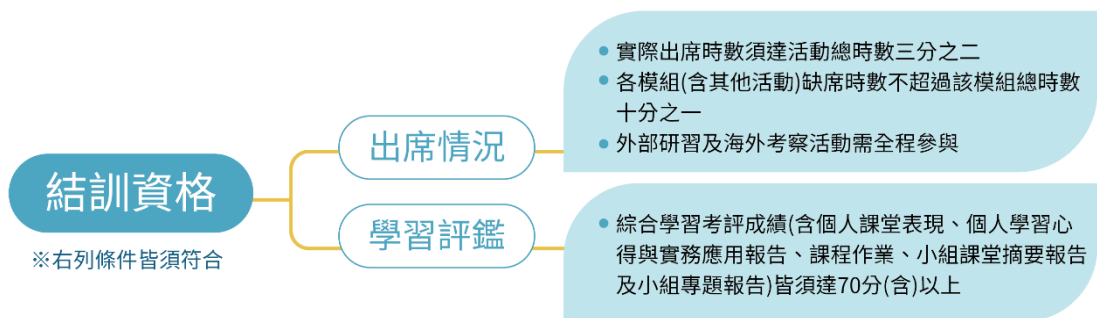 結訓資格
※右列條件皆須符合
出席情況
實際出席時數須達活動總時數三分之二
各模組(含其他活動)缺席時數不超過該模組總時數
十分之一
外部研習及海外考察活動需全程參與
學習評鑑
綜合學習考評成績(含個人課堂表現、個人學習心
得與實務應用報告、課程作業、小組課堂摘要報告
及小組專題報告)皆須達70分(含)以上